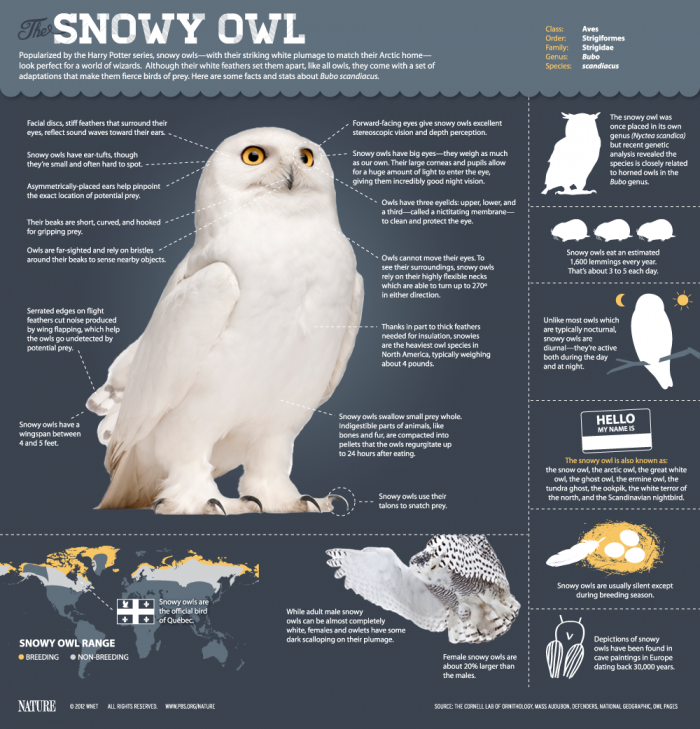 The SNOWY OWL
Popularized by the Harry Potter series, snowy owls—with their striking white plumage to match their Arctic home—
look perfect for a world of wizards. Although their white feathers set them apart, like all owls, they come with a set of
adaptations that make them fierce birds of prey. Here are some facts and stats about Bubo scandiacus.
Class: Aves
Order: Strigiformes
Family: Strigidae
Genus: Bubo
Species: scandiacus
Facial discs, stiff feathers that surround their
eyes, reflect sound waves toward their ears.
Snowy owls have ear-tufts, though
they're small and often hard to spot.
Asymmetrically-placed ears help pinpoint
the exact location of potential prey.
Their beaks are short, curved, and hooked
for gripping prey.
Owls are far-sighted and rely on bristles
around their beaks to sense nearby objects.
Serrated edges on flight
feathers cut noise produced
by wing flapping, which help
the owls go undetected by
potential prey.
Snowy owls have a
wingspan between
4 and 5 feet.
Forward-facing eyes give snowy owls excellent
stereoscopic vision and depth perception.
Snowy owls have big eyes—they weigh as much
as our own. Their large corneas and pupils allow
for a huge amount of light to enter the eye,
giving them incredibly good night vision.
Owls have three eyelids: upper, lower, and
a third—called a nictitating membrane—
to clean and protect the eye.
Owls cannot move their eyes. To
see their surroundings, snowy owls
rely on their highly flexible necks
which are able to turn up to 270º
in either direction.
Thanks in part to thick feathers
needed for insulation, snowies
are the heaviest owl species in
North America, typically weighing
about 4 pounds.
Snowy owls swallow small prey whole.
indigestible parts of animals, like
bones and fur, are compacted into
pellets that the owls regurgitate up
to 24 hours after eating.
Snowy owls use their
talons to snatch prey.
The snowy owl was
once placed in its own
genus (Nyctea scandica)
but recent genetic
analysis revealed the
species is closely related
to horned owls in the
Bubo genus.
Snowy owls eat an estimated
1,600 lemmings every year.
That's about 3 to 5 each day.
Unlike most owls which
are typically nocturnal,
snowy owls are
diurnal—they're active
both during the day
and at night.
HELLO
MY NAME IS
The snowy owl is also known as:
the snow owl, the arctic owl, the great white
owl, the ghost owl, the ermine owl, the
tundra ghost, the ookpik, the white terror of
the north, and the Scandinavian nightbird.
Snowy owls are usually silent except
during breeding season.
Depictions of snowy
owls have been found in
cave paintings in Europe
dating back 30,000 years.
Snowy owls are
the official bird
of Québec.
SNOWY OWL RANGE
BREEDING NON-BREEDING
While adult male snowy
owls can be almost completely
white, females and owlets have some
dark scalloping on their plumage.
Female snowy owls are
about 20% larger than
the males.
NATURE © 2012 WNET ALL RIGHTS RESERVED. WWW.PBS.ORG/NATURE
SOURCE: THE CORNELL LAB OF ORNITHOLOGY, MASS AUDUBON, DEFENDERS, NATIONAL GEOGRAPHIC, OWL PAGES